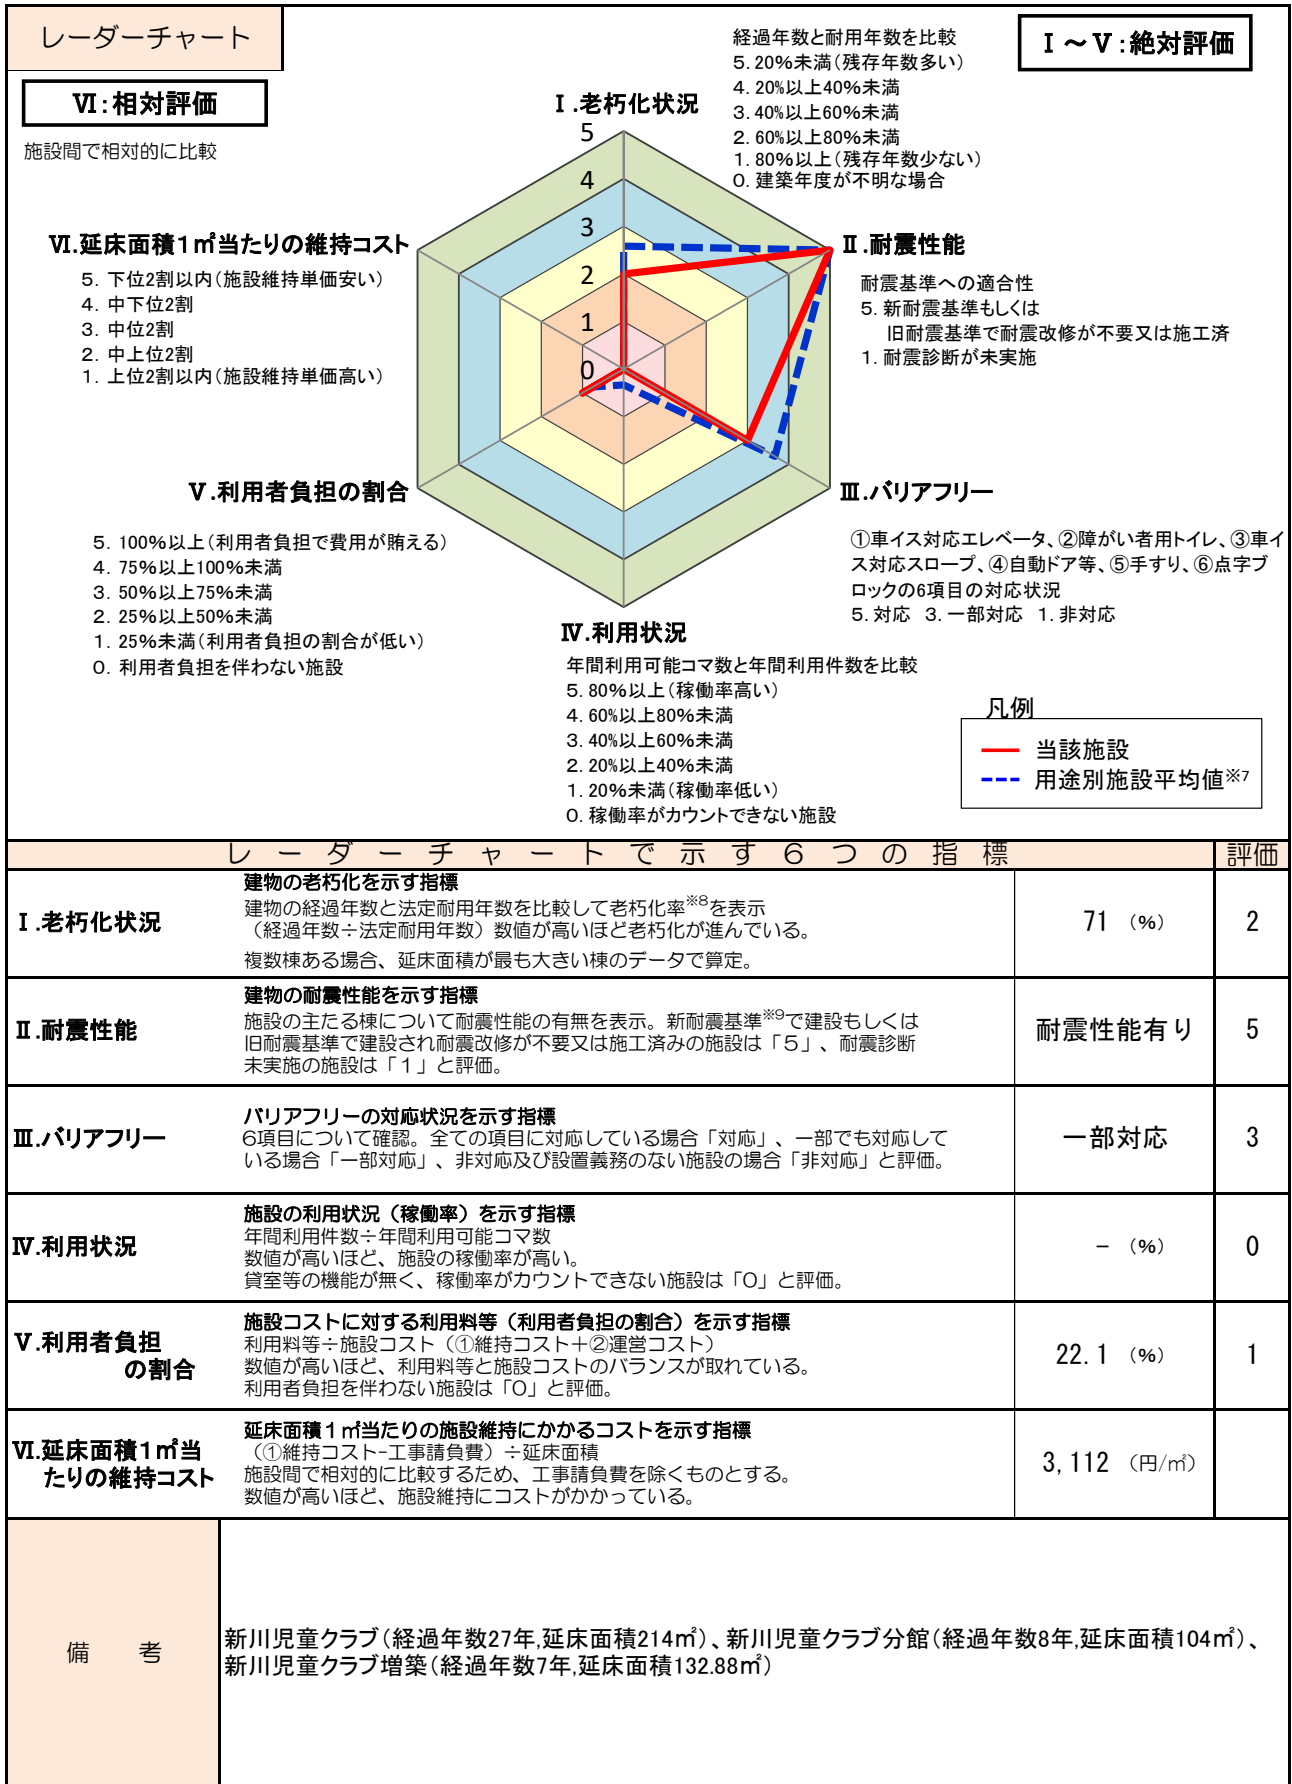 レーダーチャート
Ⅰ～Ⅴ：絶対評価
Ⅵ：相対評価
施設間で相対的に比較
経過年数と耐用年数を比較
5. 20%未満（残存年数多い）
4. 20%以上40%未満
3. 40%以上60%未満
2. 60%以上80%未満
1. 80%以上（残存年数少ない）
0. 建築年度が不明な場合
Ⅰ.老朽化状況
5
4
3
2
1
0
Ⅱ.耐震性能
耐震基準への適合性
5. 新耐震基準もしくは
旧耐震基準で耐震改修が不要又は施工済
1. 耐震診断が未実施
Ⅵ.延床面積1㎡当たりの維持コスト
5. 下位2割以内（施設維持単価安い）
4. 中下位2割
3. 中位2割
2. 中上位2割
1. 上位2割以内（施設維持単価高い）
Ⅴ.利用者負担の割合
5. 100%以上（利用者負担で費用が賄える）
4. 75%以上100%未満
3. 50%以上75%未満
2. 25%以上50%未満
1. 25%未満（利用者負担の割合が低い）
0. 利用者負担を伴わない施設
Ⅲ.バリアフリー
①車イス対応エレベータ、②障がい者用トイレ、③車イ
ス対応スロープ、④自動ドア等、⑤手すり、⑥点字ブ
ロックの6項目の対応状況
5. 対応 3. 一部対応 1. 非対応
Ⅳ.利用状況
年間利用可能コマ数と年間利用件数を比較
5. 80%以上（稼働率高い）
4. 60%以上80%未満
3. 40%以上60%未満
2. 20%以上40%未満
1. 20%未満（稼働率低い）
0. 稼働率がカウントできない施設
凡例
当該施設
用途別施設平均値※7
レーダーチャートで示す６つの指標 評価
Ⅰ.老朽化状況
建物の老朽化を示す指標
建物の経過年数と法定耐用年数を比較して老朽化率※8を表示
（経過年数÷法定耐用年数）数値が高いほど老朽化が進んでいる。
複数棟ある場合、延床面積が最も大きい棟のデータで算定。
71 （%） 2
Ⅱ.耐震性能
建物の耐震性能を示す指標
施設の主たる棟について耐震性能の有無を表示。新耐震基準※9で建設もしくは
旧耐震基準で建設され耐震改修が不要又は施工済みの施設は「５」、耐震診断
未実施の施設は「１」と評価。
耐震性能有り 5
Ⅲ.バリアフリー
バリアフリーの対応状況を示す指標
6項目について確認。全ての項目に対応している場合「対応」、一部でも対応して
いる場合「一部対応」、非対応及び設置義務のない施設の場合「非対応」と評価。
一部対応 3
Ⅳ.利用状況
施設の利用状況（稼働率）を示す指標
年間利用件数÷年間利用可能コマ数
数値が高いほど、施設の稼働率が高い。
貸室等の機能が無く、稼働率がカウントできない施設は「0」と評価。
－ （%） 0
Ⅴ.利用者負担
の割合
施設コストに対する利用料等（利用者負担の割合）を示す指標
利用料等÷施設コスト（①維持コスト＋②運営コスト）
数値が高いほど、利用料等と施設コストのバランスが取れている。
利用者負担を伴わない施設は「0」と評価。
22.1 （%） 1
Ⅵ.延床面積1㎡当
たりの維持コスト
延床面積１㎡当たりの施設維持にかかるコストを示す指標
（①維持コスト-工事請負費）÷延床面積
施設間で相対的に比較するため、工事請負費を除くものとする。
数値が高いほど、施設維持にコストがかかっている。
3,112 （円/㎡）
備 考
新川児童クラブ（経過年数27年,延床面積214㎡）、新川児童クラブ分館（経過年数8年,延床面積104㎡）、
新川児童クラブ増築（経過年数7年,延床面積132.88㎡）